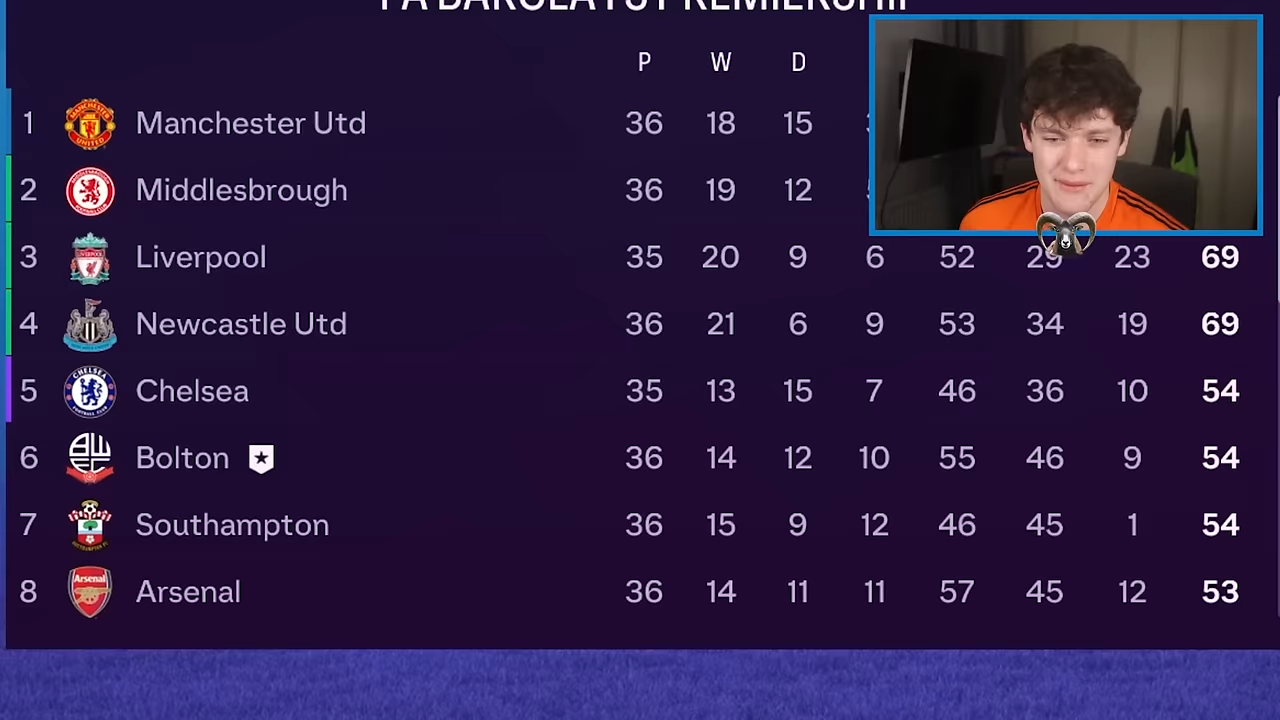 P W D
1 Manchester Utd 36 18 15
2 Middlesbrough 36 19 12
3 Liverpool 35 20 9 6 52 29 23 69
4 Newcastle Utd 36 21 6 9 53 34 19 69
5 Chelsea 35 13 15 7 46 36 10 54
6 Bolton 36 14 12 10 55 46 9 54
7 Southampton 36 15 9 12 46 45 1 54
8 Arsenal 36 14 11 11 57 45 12 53